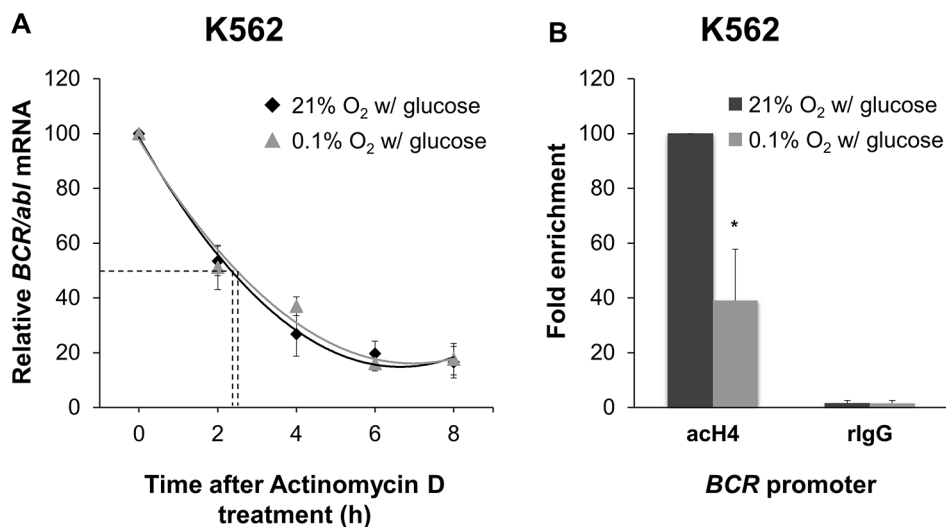 A
K562
Relative BCR/abl mRNA
120
100
80
60
40
20
0
21% O₂ w/ glucose
0.1% O₂ w/ glucose
0 2 4 6 8
Time after Actinomycin D
treatment (h)
B
K562
Fold enrichment
120
100
80
60
40
20
0
21% O₂ w/ glucose
0.1% O₂ w/ glucose
*
acH4 rIgG
BCR promoter